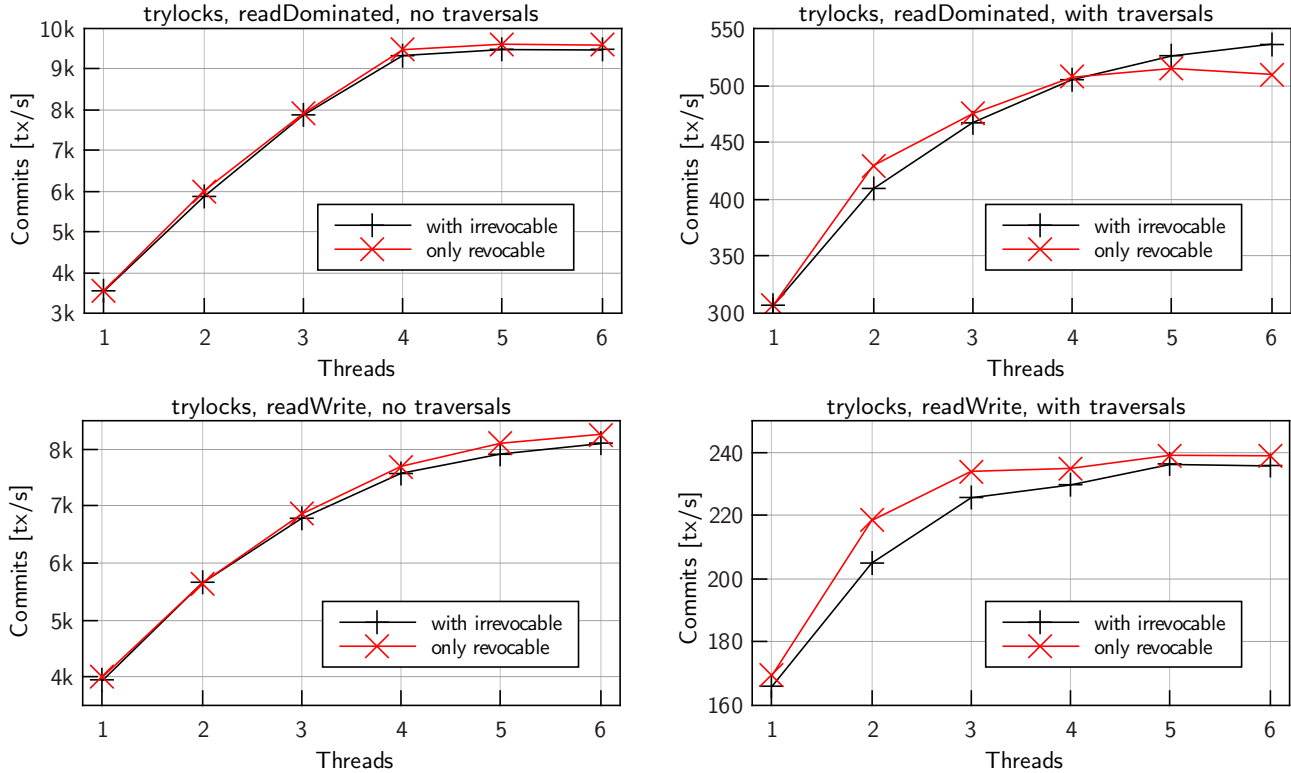 trylocks, readDominated, no traversals
Commits [tx/s]
10k
9k
8k
7k
6k
5k
4k
3k
with irrevocable
only revocable
1 2 3 4 5 6
Threads
trylocks, readDominated, with traversals
Commits [tx/s]
550
500
450
400
350
300
with irrevocable
only revocable
1 2 3 4 5 6
Threads
trylocks, readWrite, no traversals
Commits [tx/s]
8k
7k
6k
5k
4k
with irrevocable
only revocable
1 2 3 4 5 6
Threads
trylocks, readWrite, with traversals
Commits [tx/s]
240
220
200
180
160
with irrevocable
only revocable
1 2 3 4 5 6
Threads